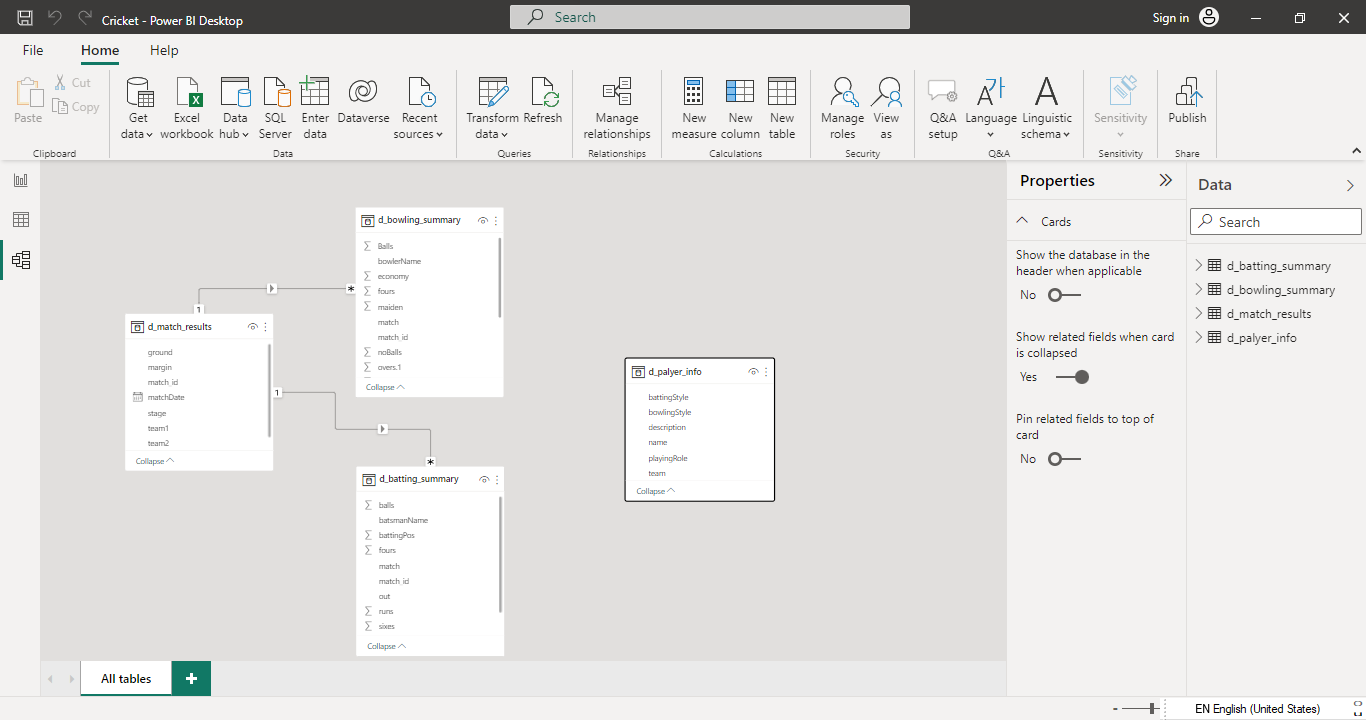 Cricket - Power BI Desktop
Search
Sign in
File
Home
Help
Paste
Cut
Copy
Clipboard
Get data
Excel workbook
Data hub
SQL Server
Enter data
Dataverse
Recent sources
Data
Transform data
Refresh
Queries
Manage relationships
Relationships
New measure
New column
New table
Calculations
Manage roles
View as
Security
Q&A setup
Language
Linguistic schema
Q&A
Sensitivity
Sensitivity
Publish
Share
d_bowling_summary
Balls
bowlerName
economy
fours
maiden
match
match_id
noBalls
overs.1
Collapse
1
*
d_match_results
ground
margin
match_id
matchDate
stage
team1
team2
Collapse
1
*
d_batting_summary
balls
batsmanName
battingPos
fours
match
match_id
out
runs
sixes
Collapse
d_palyer_info
battingStyle
bowlingStyle
description
name
playingRole
team
Collapse
Properties
Cards
Show the database in the
header when applicable
No
Show related fields when card
is collapsed
Yes
Pin related fields to top of
card
No
Data
Search
d_batting_summary
d_bowling_summary
d_match_results
d_palyer_info
All tables
+
-
EN English (United States)